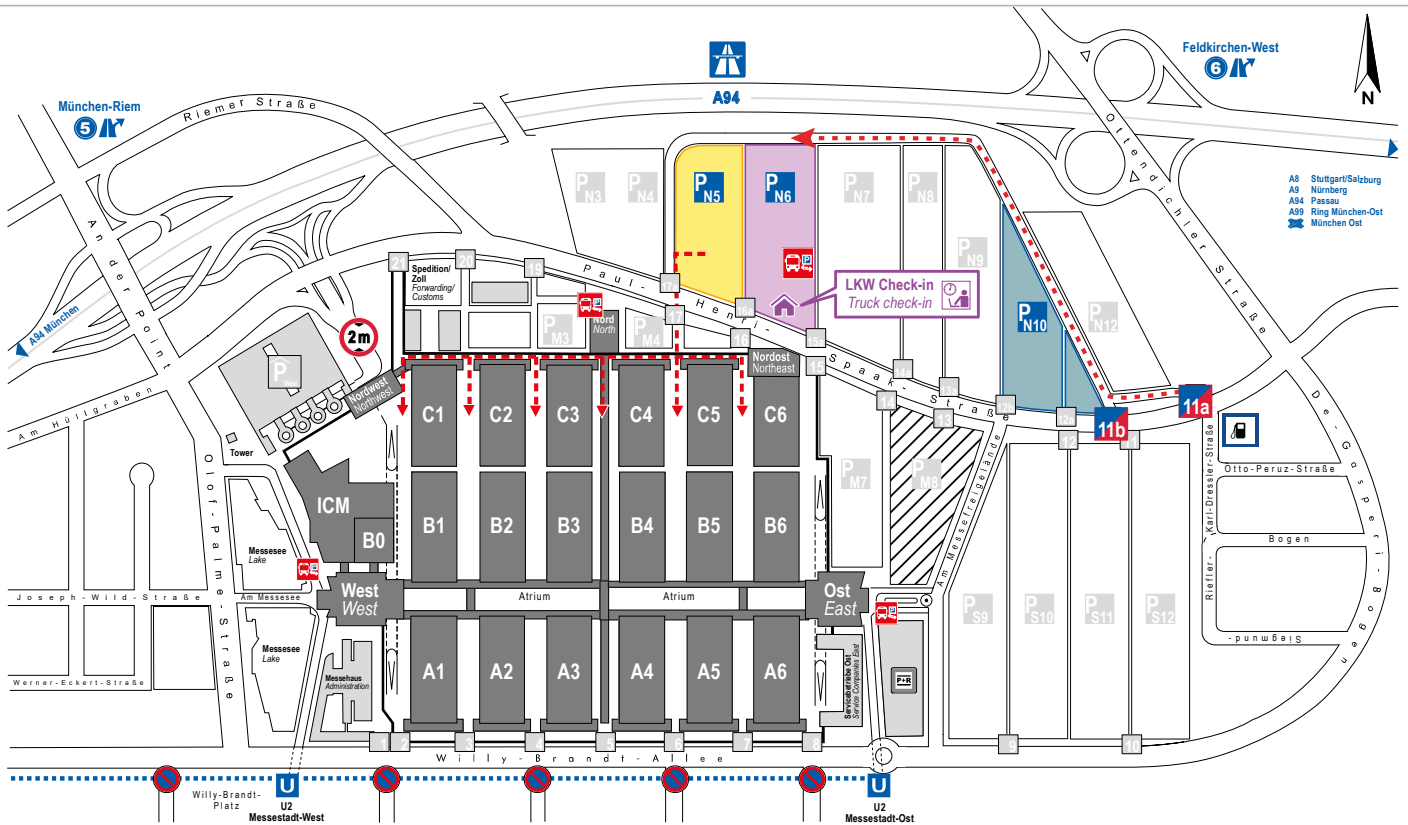 Feldkirchen-West
6
A94
N
München-Riem
5
Riemer Straße
Ottendichler Straße
A8 Stuttgart/Salzburg
A9 Nürnberg
A94 Passau
A99 Ring München-Ost
München Ost
An der Point
P N3
P N4
P N5
P N6
P N7
P N8
P N9
P N10
P N12
A94 München
21
20
19
Spedition/
Zoll
Forwarding/
Customs
Paul-Henri-Spaak-Straße
LKW Check-in
Truck check-in
2m
P
P M3
Nord
North
P M4
17
16
15
14a
13a
12b
12a
11b
11a
Nordwest
Northwest
Nordost
Northeast
14
13
12
11
Am Hüllgraben
Tower
C1
C2
C3
C4
C5
C6
P M7
P M8
Am Messefreigelände
Karl-Dressler-Straße
Otto-Peruz-Straße
De-Gasperi-Bogen
Olof-Palme-Straße
ICM
B0
B1
B2
B3
B4
B5
B6
Bogen
Riefler-
Messesee
Lake
Joseph-Wild-Straße
Am Messesee
West
West
Atrium
Atrium
Ost
East
P S9
P S10
P S11
P S12
Siegmund-
Messesee
Lake
Werner-Eckert-Straße
Messehaus
Administration
A1
A2
A3
A4
A5
A6
Servicebetriebe Ost
Service Companies East
P+R
1
2
3
4
5
6
7
8
9
10
Willy-Brandt-Allee
Willy-Brandt-
Platz
U
U2
Messestadt-West
U
U2
Messestadt-Ost